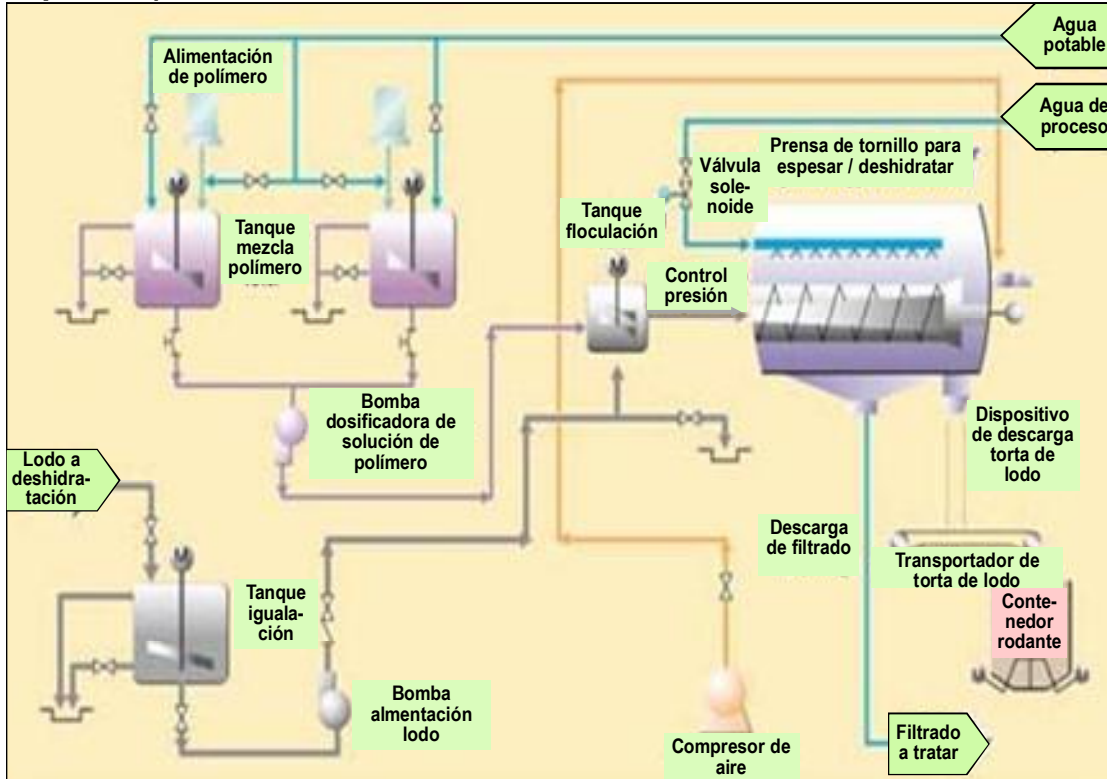 Agua
potable
Alimentación
de polímero
Agua de
proceso
Prensa de tornillo para
espesar / deshidratar
Válvula
sole-
noide
Tanque
floculación
Tanque
mezcla
polímero
Control
presión
Bomba
dosificadora de
solución de
polímero
Dispositivo
de descarga
torta de
lodo
Lodo a
deshidra-
tación
Descarga
de filtrado
Transportador de
torta de lodo
Conte-
nedor
rodante
Tanque
iguala-
ción
Bomba
almentación
lodo
Compresor de
aire
Filtrado
a tratar